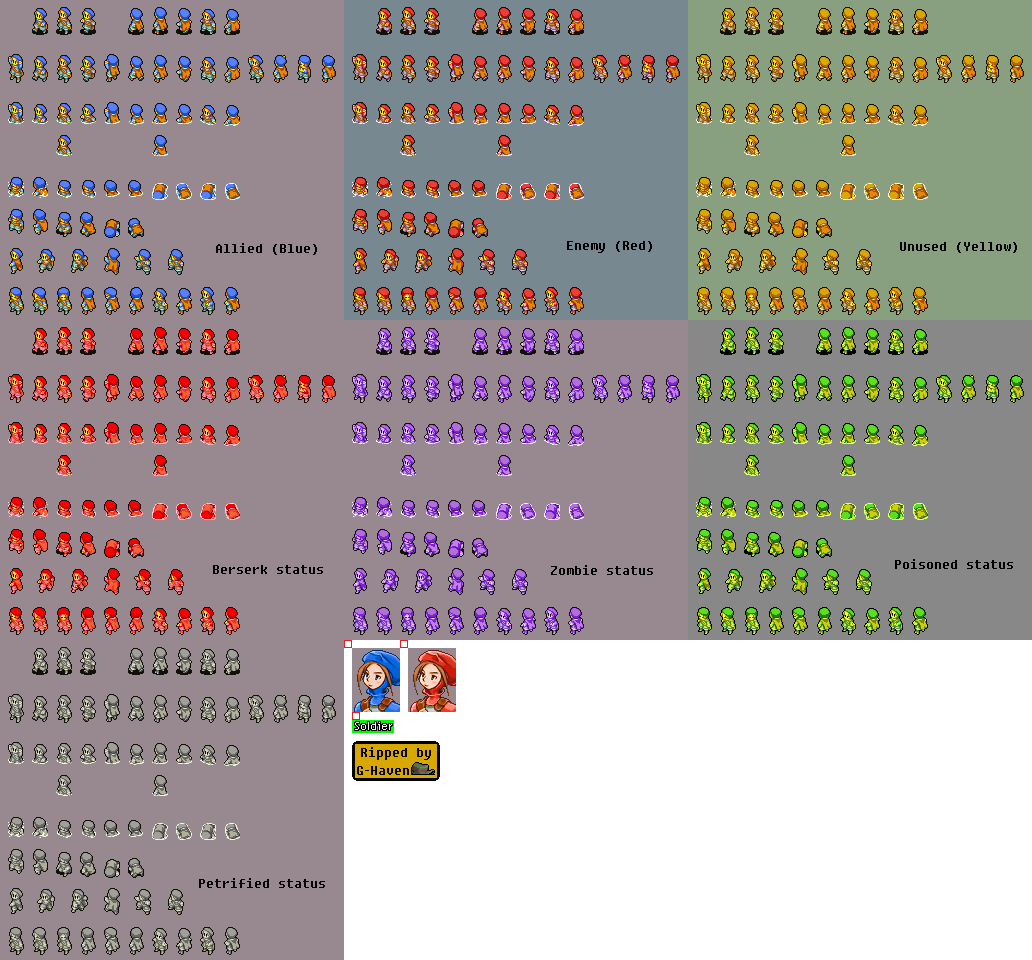 Allied (Blue)
Enemy (Red)
Unused (Yellow)
Berserk status
Zombie status
Poisoned status
Petrified status
Soldier
Ripped by
G-Haven